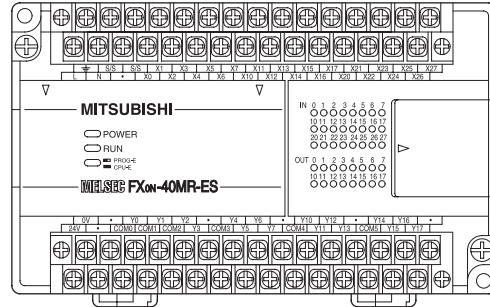 ⏚ S/S S/S X1 X3 X5 X7 X11 X13 X15 X17 X21 X23 X25 X27
L N • X0 X2 X4 X6 X10 X12 X14 X16 X20 X22 X24 X26
MITSUBISHI
POWER
RUN
PROG-E
CPU-E
MELSEC FX0N-40MR-ES
IN 0 1 2 3 4 5 6 7
10 11 12 13 14 15 16 17
20 21 22 23 24 25 26 27
OUT 0 1 2 3 4 5 6 7
10 11 12 13 14 15 16 17
0V • Y0 Y1 Y2 • Y4 Y6 • Y10 Y12 • Y14 Y16 •
24V • COM0 COM1 COM2 Y3 COM3 Y5 Y7 COM4 Y11 Y13 COM5 Y15 Y17